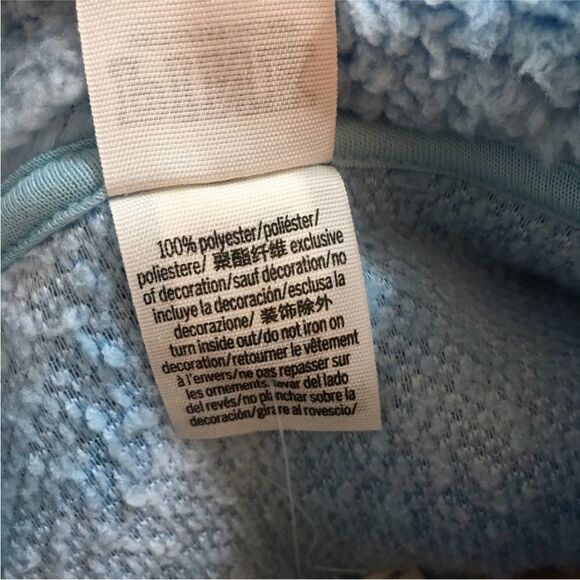 100% polyester/poliéster/
poliestere/ 聚酯纤维 exclusive
of decoration/sauf décoration/no
incluye la decoración/esclusa la
decorazione/ 装饰除外
turn inside out/do not iron on
decoration/retourner le vêtement
à l'envers/ne pas repasser sur
les ornements. lavar del lado
del revés/no planchar sobre la
decoración/girare al rovescio/